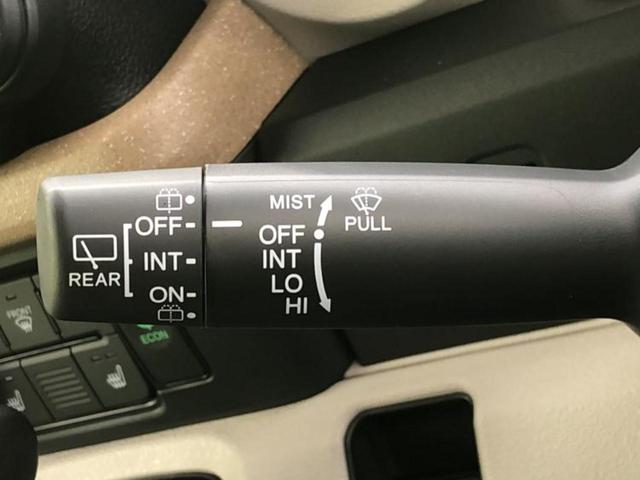 MIST
PULL
OFF
OFF
INT
INT
LO
REAR
ON
HI
FRONT
ECON